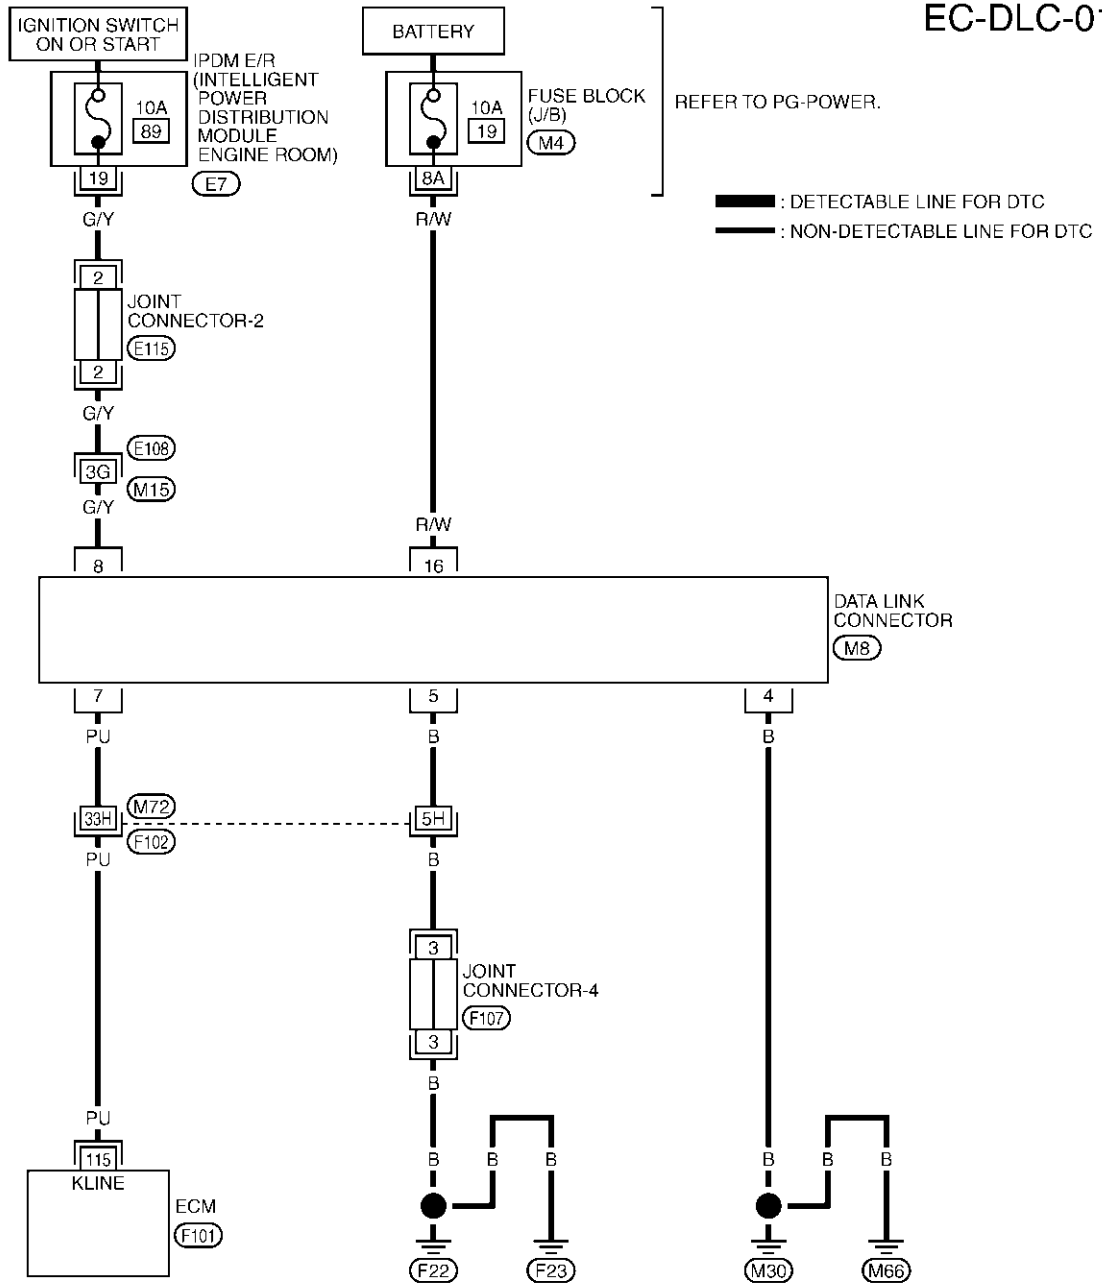 EC-DLC-01
IGNITION SWITCH
ON OR START
BATTERY
IPDM E/R
(INTELLIGENT
POWER
DISTRIBUTION
MODULE
ENGINE ROOM)
E7
10A
89
19
10A
19
8A
FUSE BLOCK
(J/B)
M4
REFER TO PG-POWER.
: DETECTABLE LINE FOR DTC
: NON-DETECTABLE LINE FOR DTC
G/Y
R/W
2
JOINT
CONNECTOR-2
E115
2
G/Y
E108
3G
M15
G/Y
R/W
8
16
DATA LINK
CONNECTOR
M8
7
5
4
PU
B
B
33H
M72
F102
5H
PU
B
3
JOINT
CONNECTOR-4
F107
3
B
PU
115
KLINE
ECM
F101
B
B
B
B
B
B
F22
F23
M30
M66